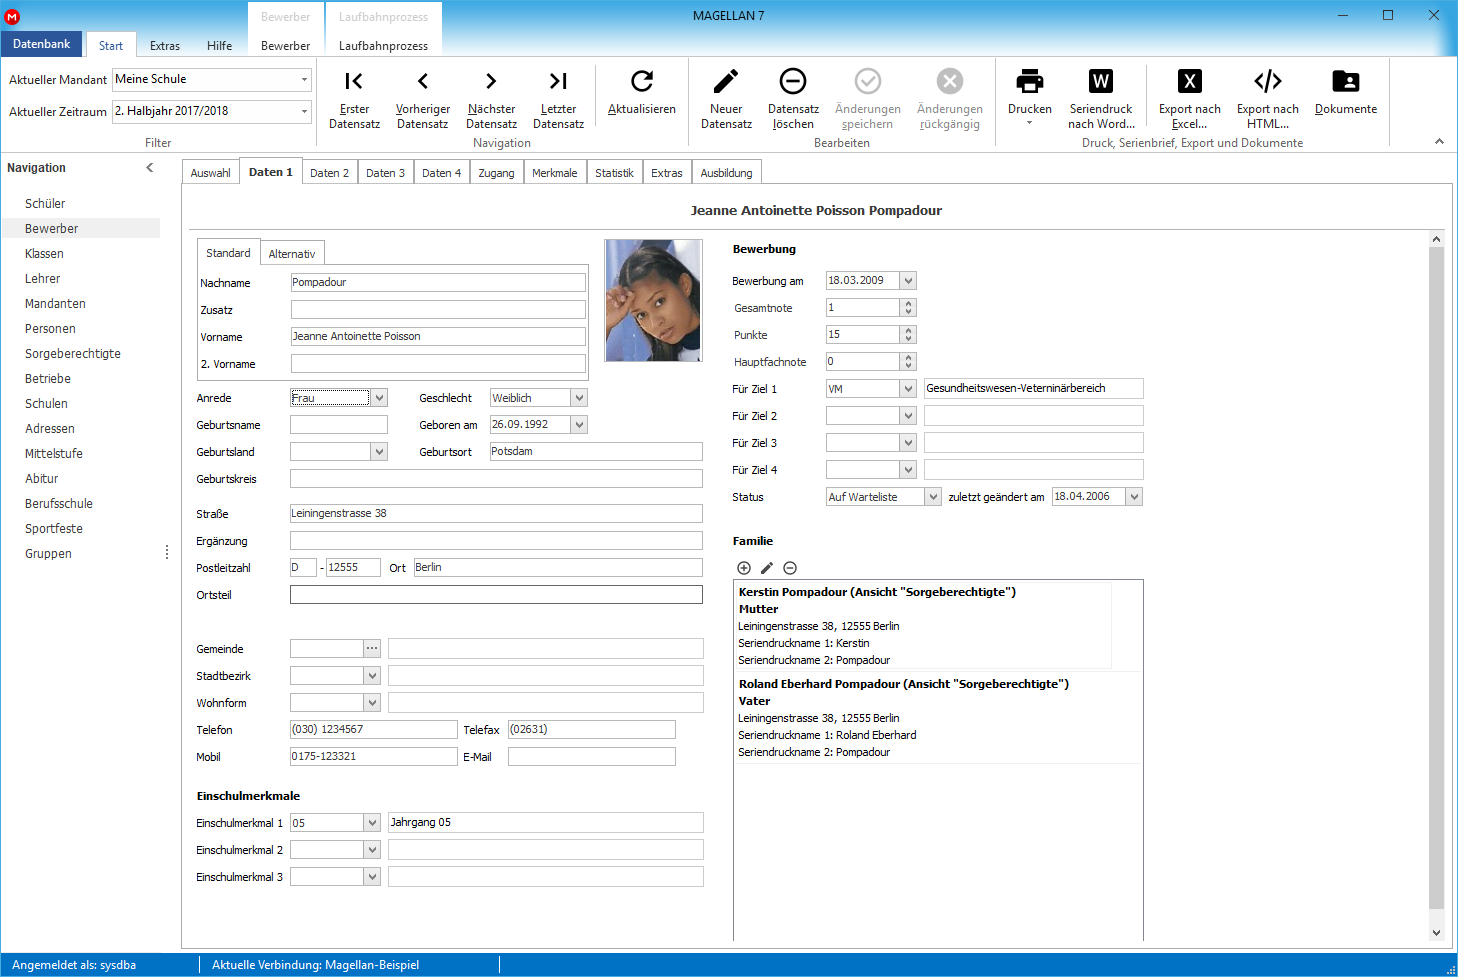 MAGELLAN 7
Bewerber
Laufbahnprozess
Datenbank
Start
Extras
Hilfe
Bewerber
Laufbahnprozess
Aktueller Mandant
Meine Schule
Aktueller Zeitraum
2. Halbjahr 2017/2018
Filter
Erster
Datensatz
Vorheriger
Datensatz
Nächster
Datensatz
Letzter
Datensatz
Navigation
Aktualisieren
Neuer
Datensatz
Datensatz
löschen
Änderungen
speichern
Änderungen
rückgängig
Bearbeiten
Drucken
W
Seriendruck
nach Word...
X
Export nach
Excel...
Export nach
HTML...
Dokumente
Druck, Serienbrief, Export und Dokumente
Navigation
Schüler
Bewerber
Klassen
Lehrer
Mandanten
Personen
Sorgeberechtigte
Betriebe
Schulen
Adressen
Mittelstufe
Abitur
Berufsschule
Sportfeste
Gruppen
Auswahl
Daten 1
Daten 2
Daten 3
Daten 4
Zugang
Merkmale
Statistik
Extras
Ausbildung
Jeanne Antoinette Poisson Pompadour
Standard
Alternativ
Nachname
Pompadour
Zusatz
Vorname
Jeanne Antoinette Poisson
2. Vorname
Anrede
Frau
Geschlecht
Weiblich
Geburtsname
Geboren am
26.09.1992
Geburtsland
Geburtsort
Potsdam
Geburtskreis
Straße
Leiningenstrasse 38
Ergänzung
Postleitzahl
D
-
12555
Ort
Berlin
Ortsteil
Gemeinde
Stadtbezirk
Wohnform
Telefon
(030) 1234567
Telefax
(02631)
Mobil
0175-123321
E-Mail
Einschulmerkmale
Einschulmerkmal 1
05
Jahrgang 05
Einschulmerkmal 2
Einschulmerkmal 3
Bewerbung
Bewerbung am
18.03.2009
Gesamtnote
1
Punkte
15
Hauptfachnote
0
Für Ziel 1
VM
Gesundheitswesen-Veterninärbereich
Für Ziel 2
Für Ziel 3
Für Ziel 4
Status
Auf Warteliste
zuletzt geändert am
18.04.2006
Familie
Kerstin Pompadour (Ansicht "Sorgeberechtigte")
Mutter
Leiningenstrasse 38, 12555 Berlin
Seriendruckname 1: Kerstin
Seriendruckname 2: Pompadour
Roland Eberhard Pompadour (Ansicht "Sorgeberechtigte")
Vater
Leiningenstrasse 38, 12555 Berlin
Seriendruckname 1: Roland Eberhard
Seriendruckname 2: Pompadour
Angemeldet als: sysdba
Aktuelle Verbindung: Magellan-Beispiel